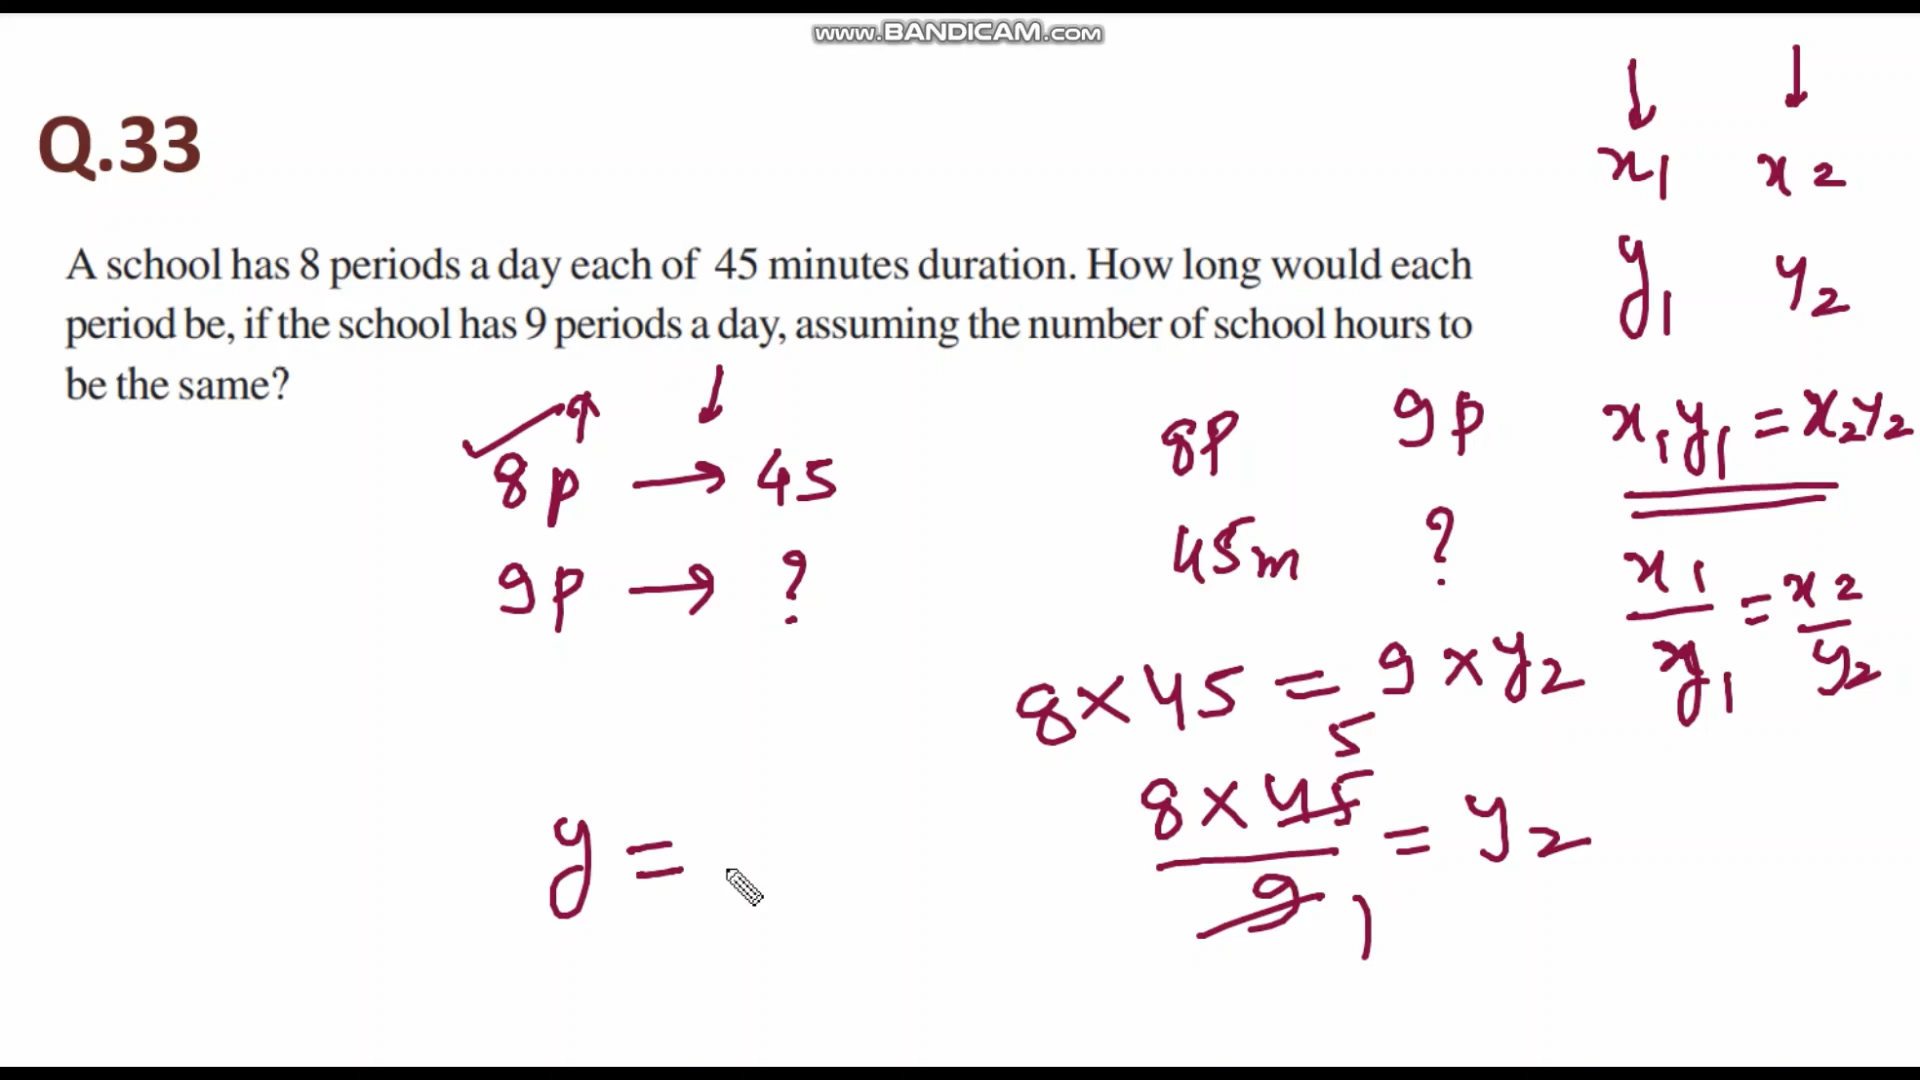 www.BANDICAM.com
Q.33
A school has 8 periods a day each of 45 minutes duration. How long would each
period be, if the school has 9 periods a day, assuming the number of school hours to
be the same?
8p → 45
9p → ?
y =
8p 9p
45m ?
8 × 45 = 9 × y2
5
8 × 45
9 1
= y2
x1 x2
y1 y2
x1y1 = x2y2
x1 = x2
y1 y2